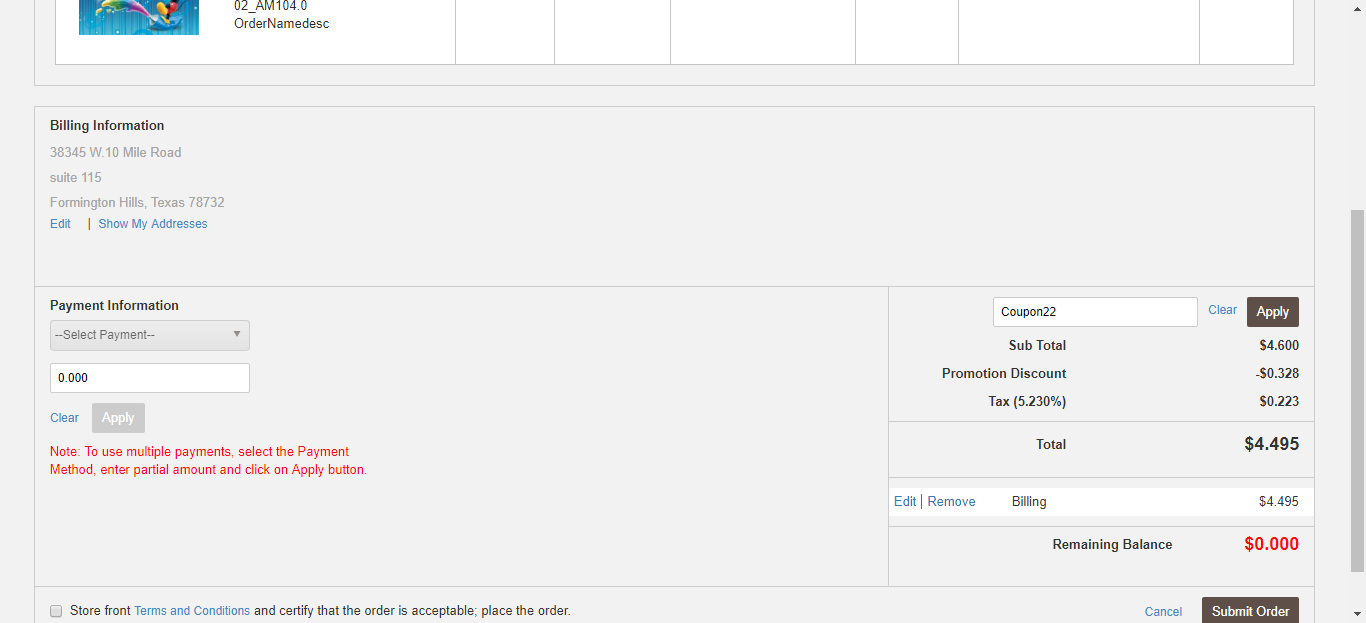 02_AM104.0
OrderNamedesc
Billing Information
38345 W.10 Mile Road
suite 115
Formington Hills, Texas 78732
Edit | Show My Addresses
Payment Information
--Select Payment--
0.000
Clear Apply
Note: To use multiple payments, select the Payment
Method, enter partial amount and click on Apply button.
Coupon22 Clear Apply
Sub Total $4.600
Promotion Discount -$0.328
Tax (5.230%) $0.223
Total $4.495
Edit | Remove Billing $4.495
Remaining Balance $0.000
Store front Terms and Conditions and certify that the order is acceptable; place the order.
Cancel Submit Order